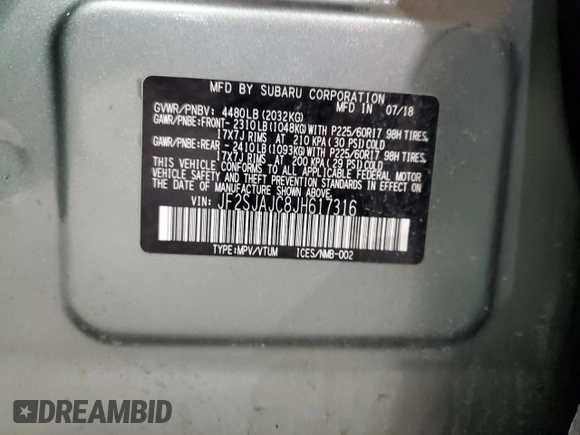 MFD BY SUBARU CORPORATION
MFD IN 07/18
GVWR/PNBV: 4480LB (2032KG)
GAWR/PNBE:FRONT-2310LB (1048KG) WITH P225/60R17 98H TIRES,
17X7J RIMS AT 210 KPA (30 PSI) COLD
GAWR/PNBE:REAR -2410LB (1093KG) WITH P225/60R17 98H TIRES,
17X7J RIMS AT 200 KPA (29 PSI) COLD
THIS VEHICLE CONFORMS TO ALL APPLICABLE FEDERAL MOTOR
VEHICLE SAFETY, BUMPER, AND THEFT PREVENTION STANDARDS
IN EFFECT ON THE DATE OF MANUFACTURE SHOWN ABOVE.
VIN: JF2SJAJC8JH617316
TYPE:MPV/VTUM ICES/NMB-002
DREAMBID